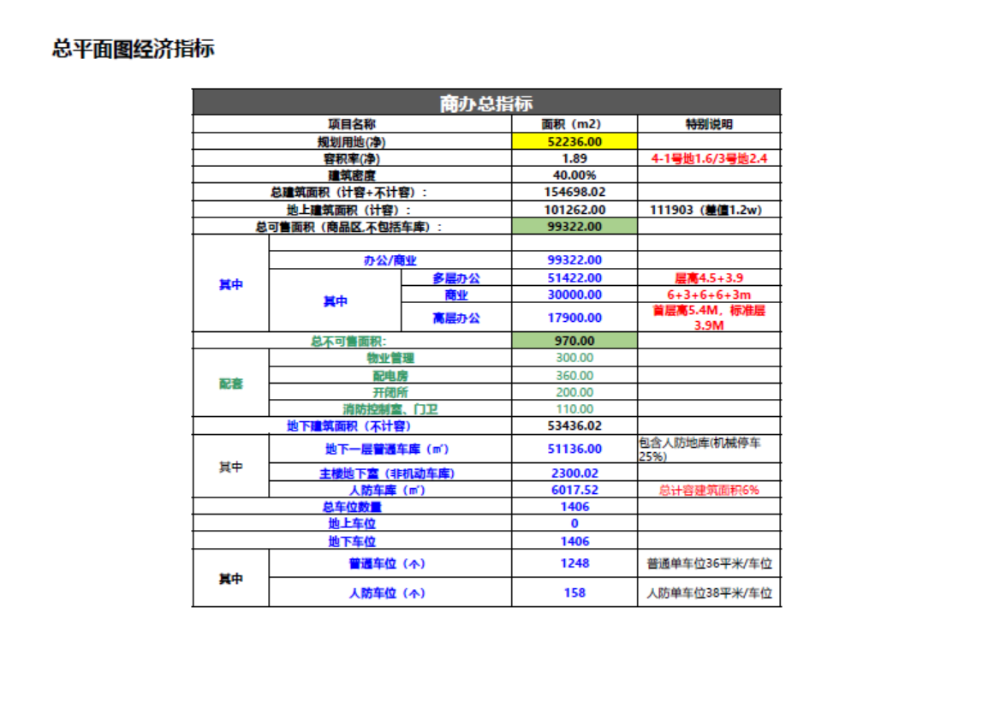 总平面图经济指标
商办总指标
项目名称 面积（m2） 特别说明
规划用地(净) 52236.00
容积率(净) 1.89 4-1号地1.6/3号地2.4
建筑密度 40.00%
总建筑面积（计容+不计容）: 154698.02
地上建筑面积（计容）: 101262.00 111903（差值1.2w）
总可售面积（商品区,不包括车库）: 99322.00
其中
办公/商业 99322.00
其中
多层办公 51422.00 层高4.5+3.9
商业 30000.00 6+3+6+6+3m
高层办公 17900.00 首层高5.4M，标准层
3.9M
总不可售面积: 970.00
配套
物业管理 300.00
配电房 360.00
开闭所 200.00
消防控制室、门卫 110.00
地下建筑面积（不计容） 53436.02
其中
地下一层普通车库（㎡） 51136.00 包含人防地库(机械停车
25%)
主楼地下室（非机动车库） 2300.02
人防车库（㎡） 6017.52 总计容建筑面积6%
总车位数量 1406
地上车位 0
地下车位 1406
其中
普通车位（个） 1248 普通单车位36平米/车位
人防车位（个） 158 人防单车位38平米/车位